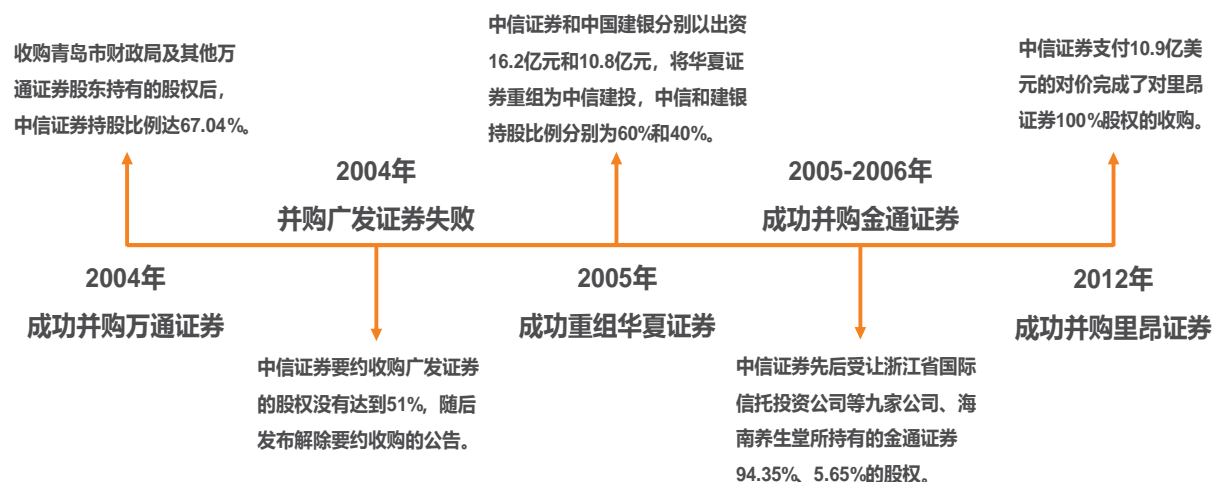 收购青岛市财政局及其他万
通证券股东持有的股权后，
中信证券持股比例达67.04%。
2004年
成功并购万通证券
2004年
并购广发证券失败
中信证券要约收购广发证券
的股权没有达到51%，随后
发布解除要约收购的公告。
中信证券和中国建银分别以出资
16.2亿元和10.8亿元，将华夏证
券重组为中信建投，中信和建银
持股比例分别为60%和40%。
2005年
成功重组华夏证券
2005-2006年
成功并购金通证券
中信证券先后受让浙江省国际
信托投资公司等九家公司、海
南养生堂所持有的金通证券
94.35%、5.65%的股权。
中信证券支付10.9亿美
元的对价完成了对里昂
证券100%股权的收购。
2012年
成功并购里昂证券